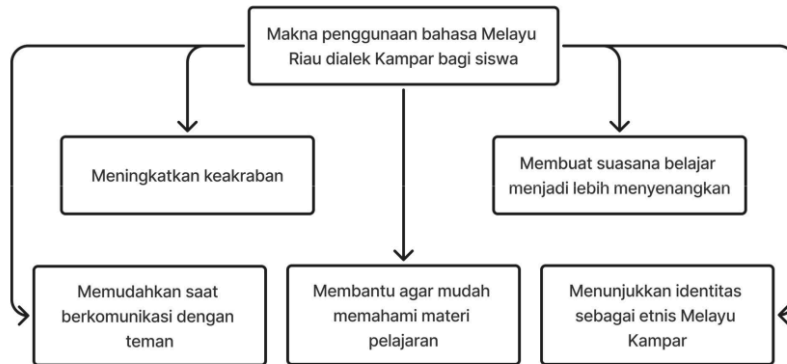 Makna penggunaan bahasa Melayu
Riau dialek Kampar bagi siswa
Meningkatkan keakraban
Membuat suasana belajar
menjadi lebih menyenangkan
Memudahkan saat
berkomunikasi dengan
teman
Membantu agar mudah
memahami materi
pelajaran
Menunjukkan identitas
sebagai etnis Melayu
Kampar